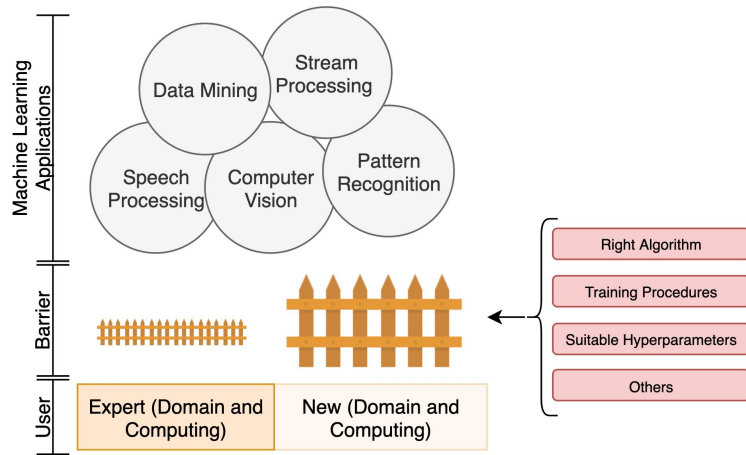 Machine Learning
Applications
Data Mining
Stream
Processing
Speech
Processing
Computer
Vision
Pattern
Recognition
Barrier
Right Algorithm
Training Procedures
Suitable Hyperparameters
Others
User
Expert (Domain and
Computing)
New (Domain and
Computing)